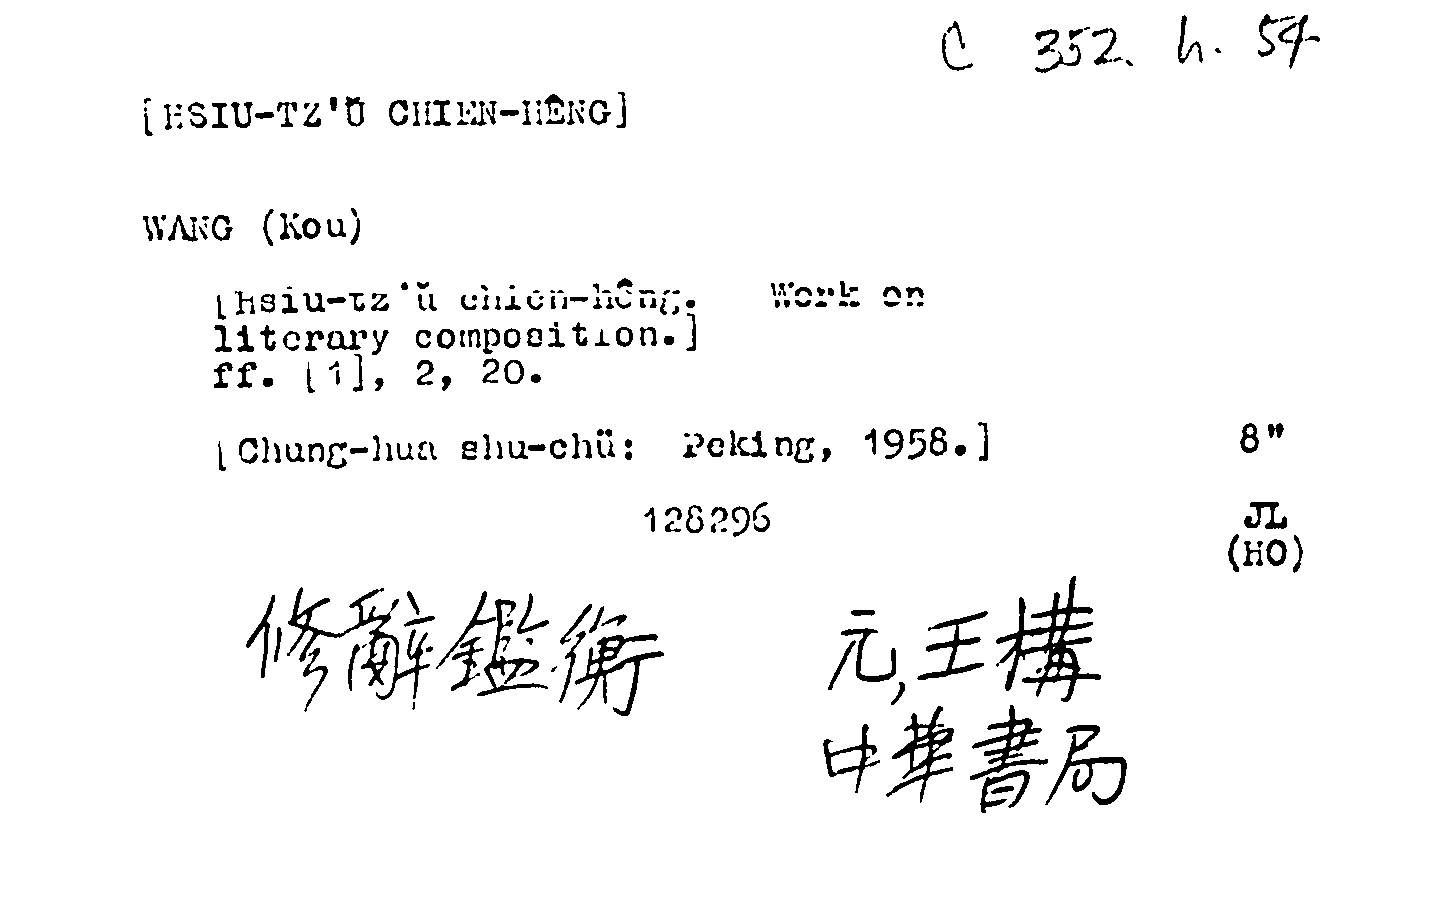 C 352. h. 54
[HSIU-TZ'Ŭ CHIEN-HÊNG]
WANG (Kou)
[Hsiu-tz'ŭ chien-hêng. Work on
literary composition.]
ff. [1], 2, 20.
[Chung-hua shu-chü: Peking, 1958.] 8"
128296 JL
(HO)
修辭鑑衡 元,王構
中華書局